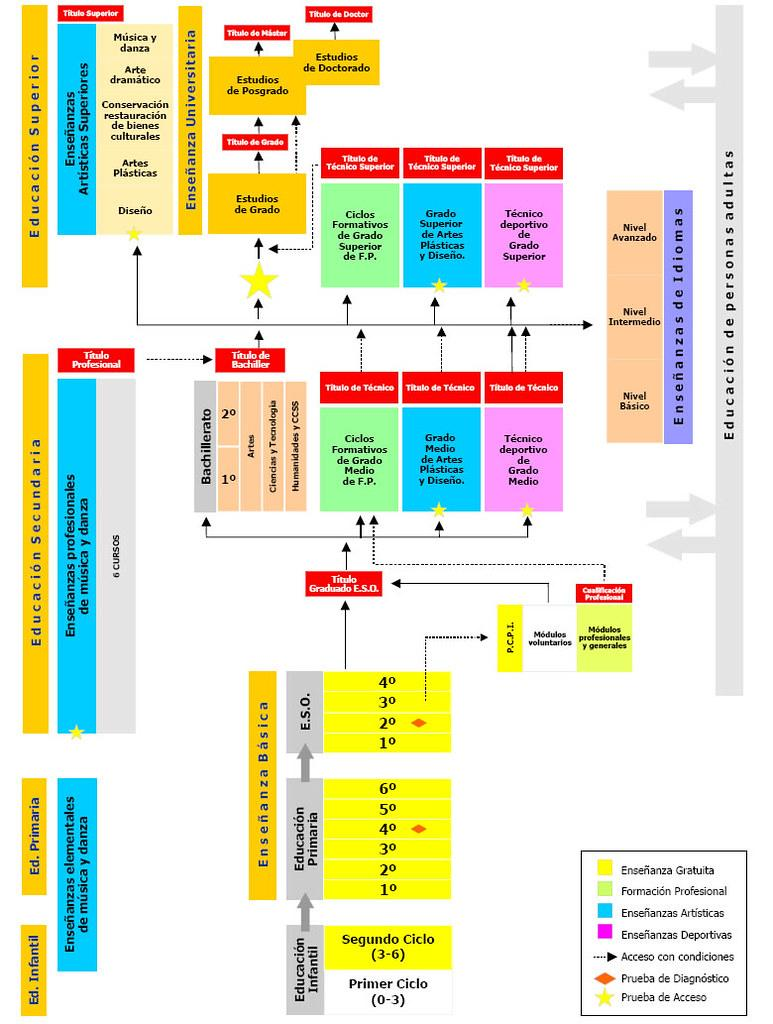 Título Superior
Educación Superior
Enseñanzas
Artísticas Superiores
Música y
danza
Arte
dramático
Conservación
restauración
de bienes
culturales
Artes
Plásticas
Diseño
Enseñanza Universitaria
Título de Doctor
Título de Máster
Estudios
de Doctorado
Estudios
de Posgrado
Título de Grado
Estudios
de Grado
Título de
Técnico Superior
Título de
Técnico Superior
Título de
Técnico Superior
Ciclos
Formativos
de Grado
Superior
de F.P.
Grado
Superior
de Artes
Plásticas
y Diseño.
Técnico
deportivo
de
Grado
Superior
Nivel
Avanzado
Nivel
Intermedio
Nivel
Básico
Enseñanzas de Idiomas
Educación de personas adultas
Educación Secundaria
Título
Profesional
Enseñanzas profesionales
de música y danza
6 CURSOS
Título de
Bachiller
Bachillerato
2º
1º
Artes
Ciencias y Tecnología
Humanidades y CCSS
Título de Técnico
Título de Técnico
Título de Técnico
Ciclos
Formativos
de Grado
Medio
de F.P.
Grado
Medio
de Artes
Plásticas
y Diseño.
Técnico
deportivo
de
Grado
Medio
Título
Graduado E.S.O.
Cualificación
Profesional
P.C.P.I.
Módulos
voluntarios
Módulos
profesionales
y generales
Enseñanza Básica
E.S.O.
4º
3º
2º
1º
Ed. Primaria
Enseñanzas elementales
de música y danza
Educación
Primaria
6º
5º
4º
3º
2º
1º
Ed. Infantil
Educación
Infantil
Segundo Ciclo
(3-6)
Primer Ciclo
(0-3)
Enseñanza Gratuita
Formación Profesional
Enseñanzas Artísticas
Enseñanzas Deportivas
Acceso con condiciones
Prueba de Diagnóstico
Prueba de Acceso